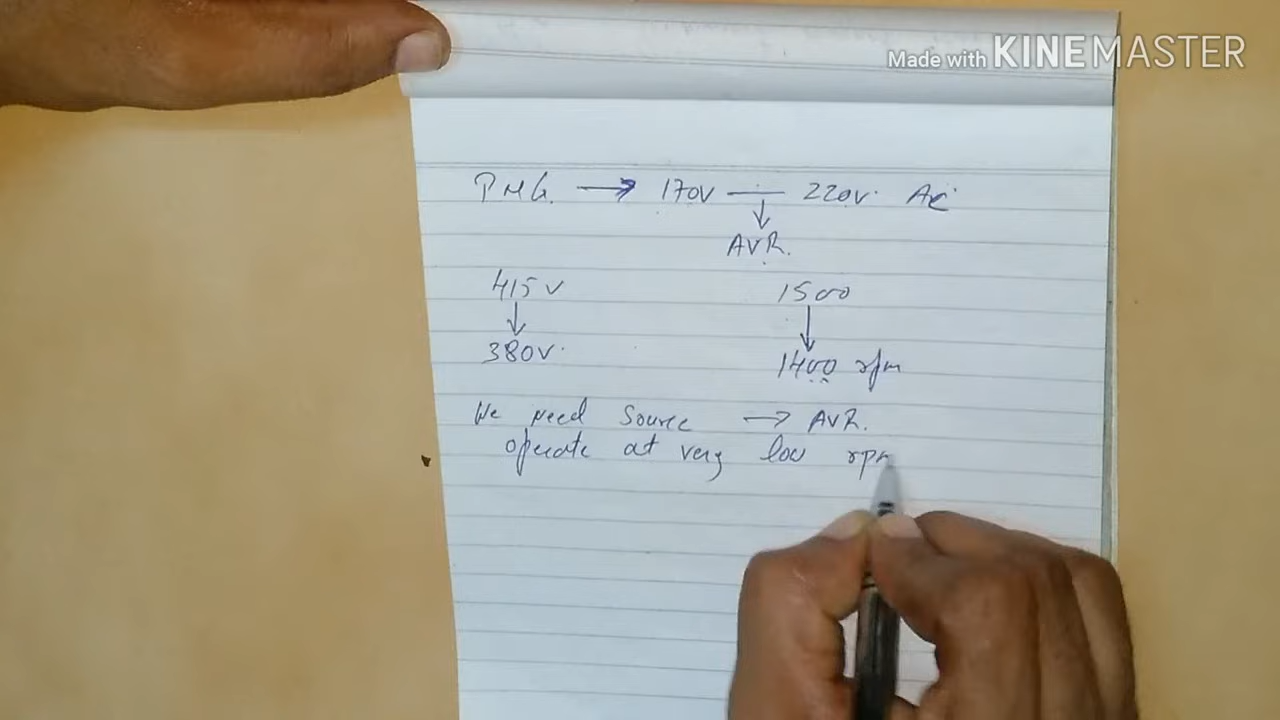 Made with KINEMASTER
PMG. → 170V — 220V. AC
↓
AVR.
415V 1500
↓ ↓
380V. 1400 rpm
We need Source → AVR.
operate at very low rpm